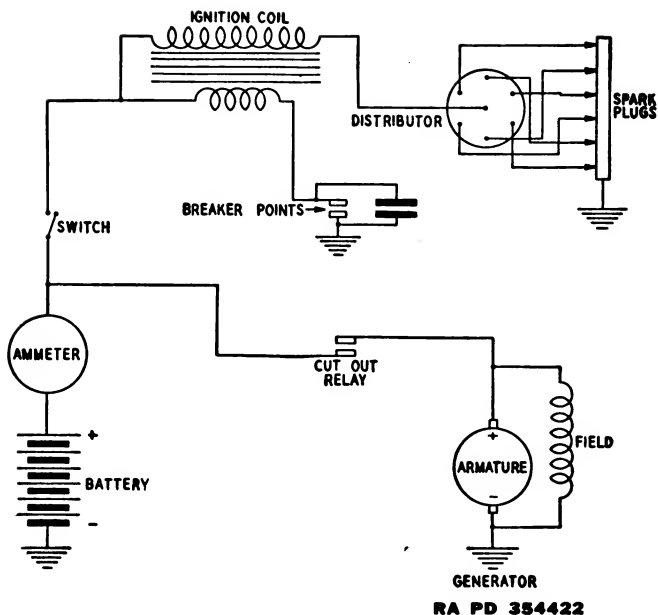 IGNITION COIL
DISTRIBUTOR
SPARK
PLUGS
BREAKER POINTS
SWITCH
AMMETER
CUT OUT
RELAY
+
BATTERY
-
+
ARMATURE
-
FIELD
GENERATOR
RA PD 354422